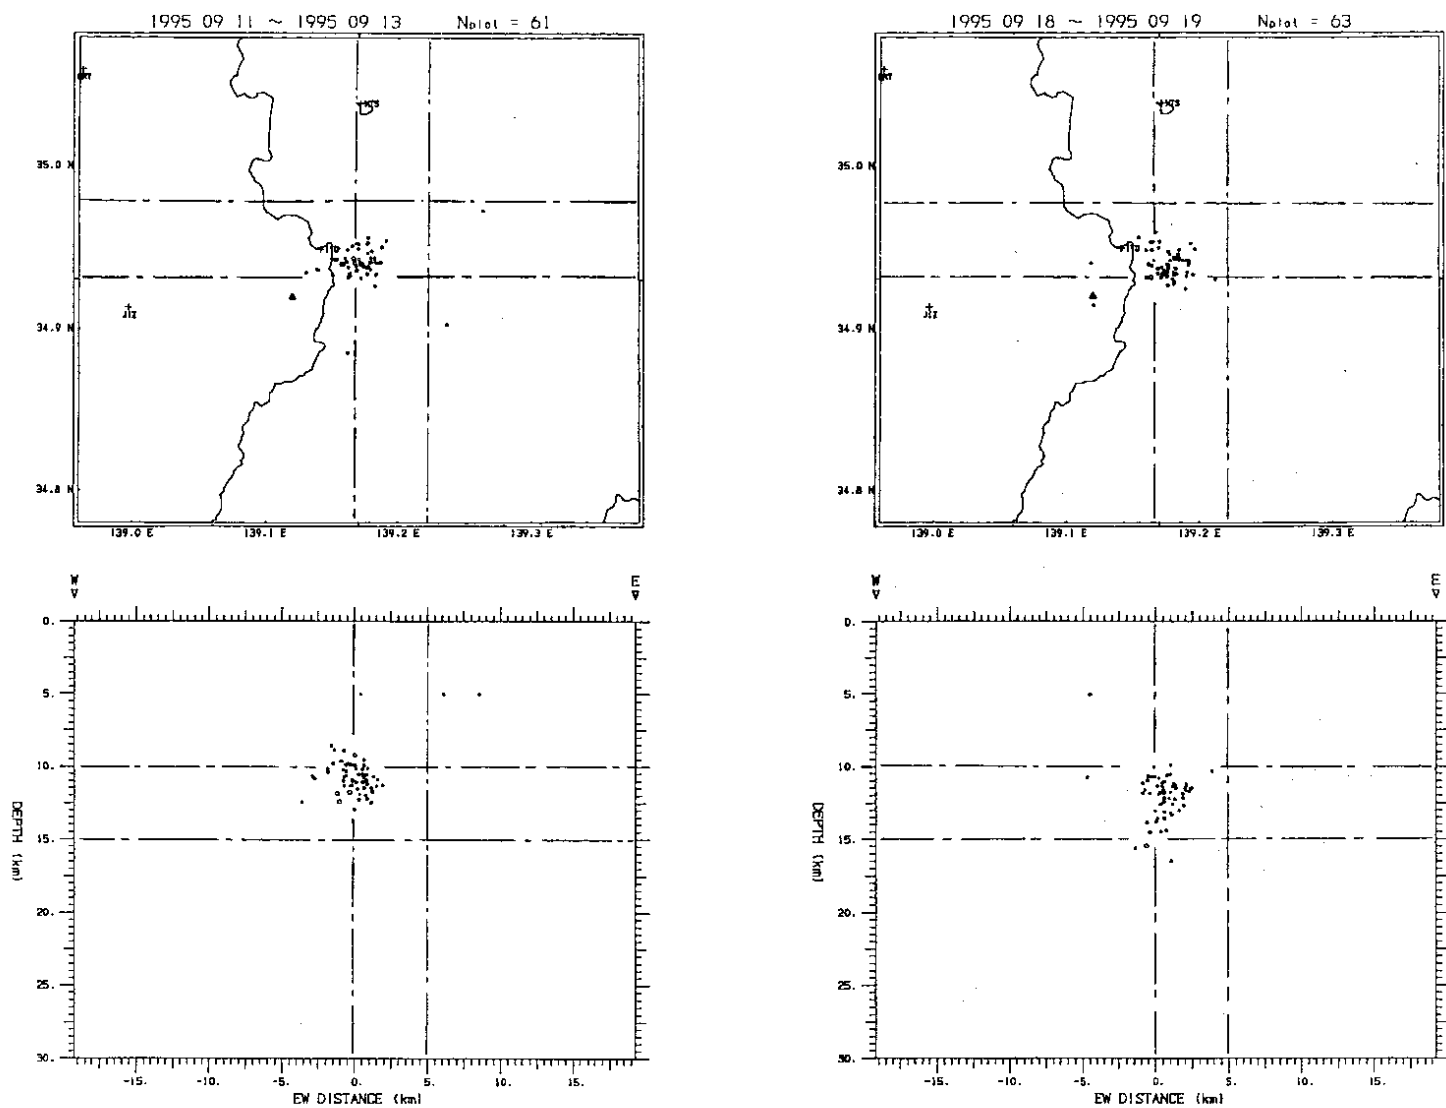 1995 09 11 ~ 1995 09 13 Nplot = 61
KTS
35.0 N
JIZ
34.9 N
34.8 N
139.0 E 139.1 E 139.2 E 139.3 E
W E
0.
5.
10.
15.
20.
25.
30.
DEPTH (km)
-15. -10. -5. 0. 5. 10. 15.
EW DISTANCE (km)
1995 09 18 ~ 1995 09 19 Nplot = 63
KTS
35.0 N
JIZ
34.9 N
34.8 N
139.0 E 139.1 E 139.2 E 139.3 E
W E
0.
5.
10.
15.
20.
25.
30.
DEPTH (km)
-15. -10. -5. 0. 5. 10. 15.
EW DISTANCE (km)